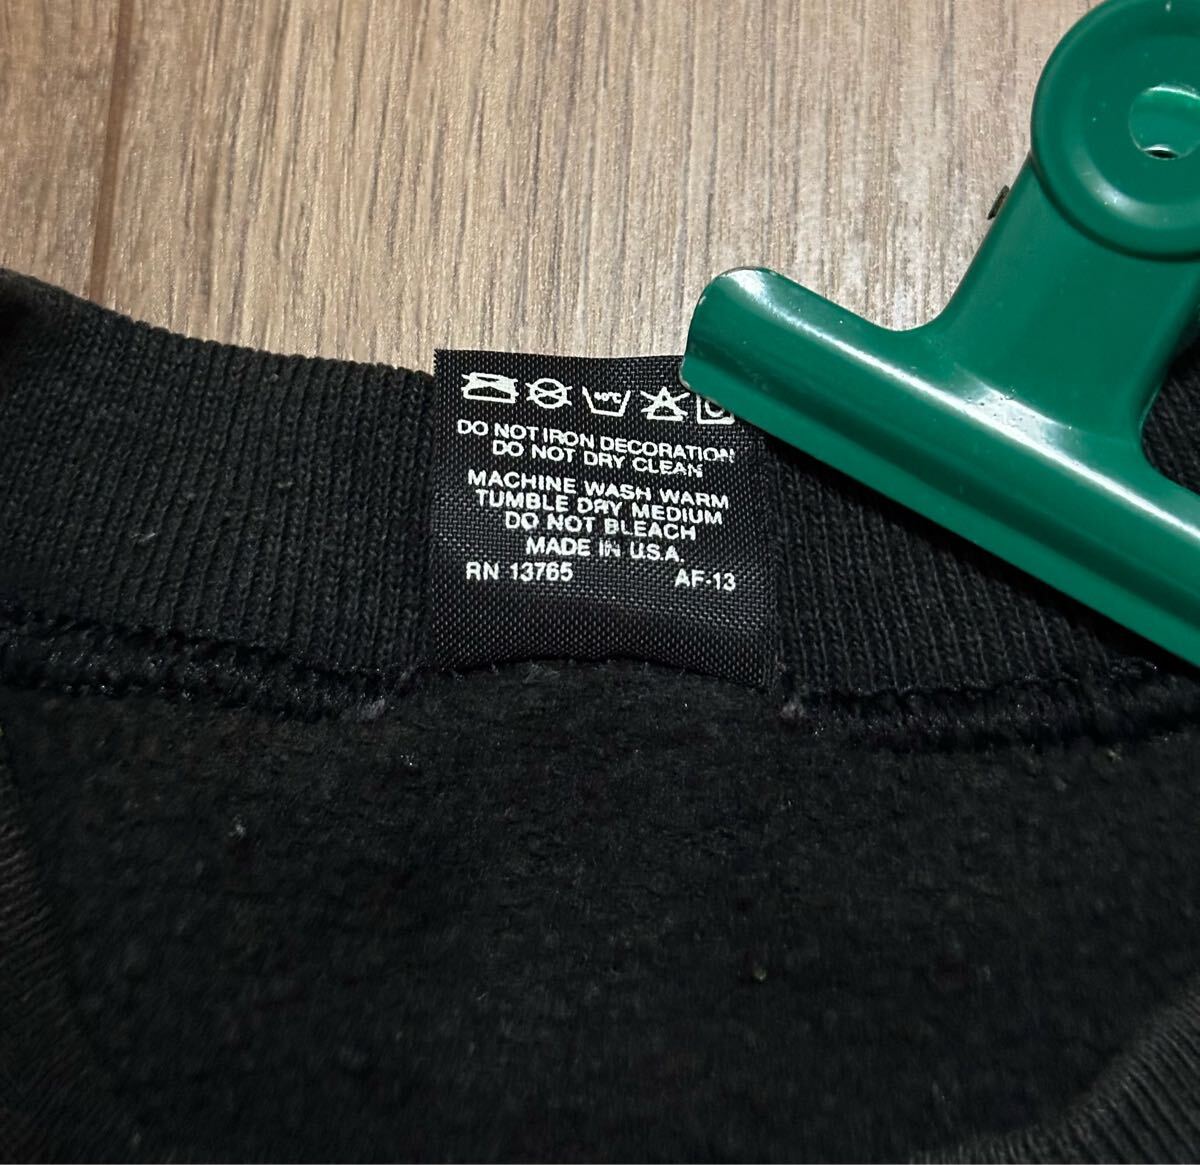 40°C
DO NOT IRON DECORATION
DO NOT DRY CLEAN
MACHINE WASH WARM
TUMBLE DRY MEDIUM
DO NOT BLEACH
MADE IN U.S.A.
RN 13765 AF-13